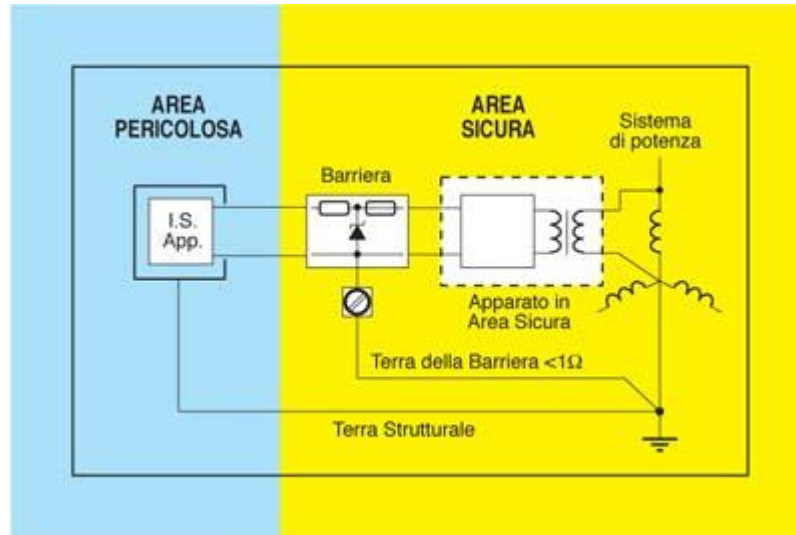 AREA
PERICOLOSA
AREA
SICURA
Sistema
di potenza
Barriera
I.S.
App.
Apparato in
Area Sicura
Terra della Barriera <1Ω
Terra Strutturale